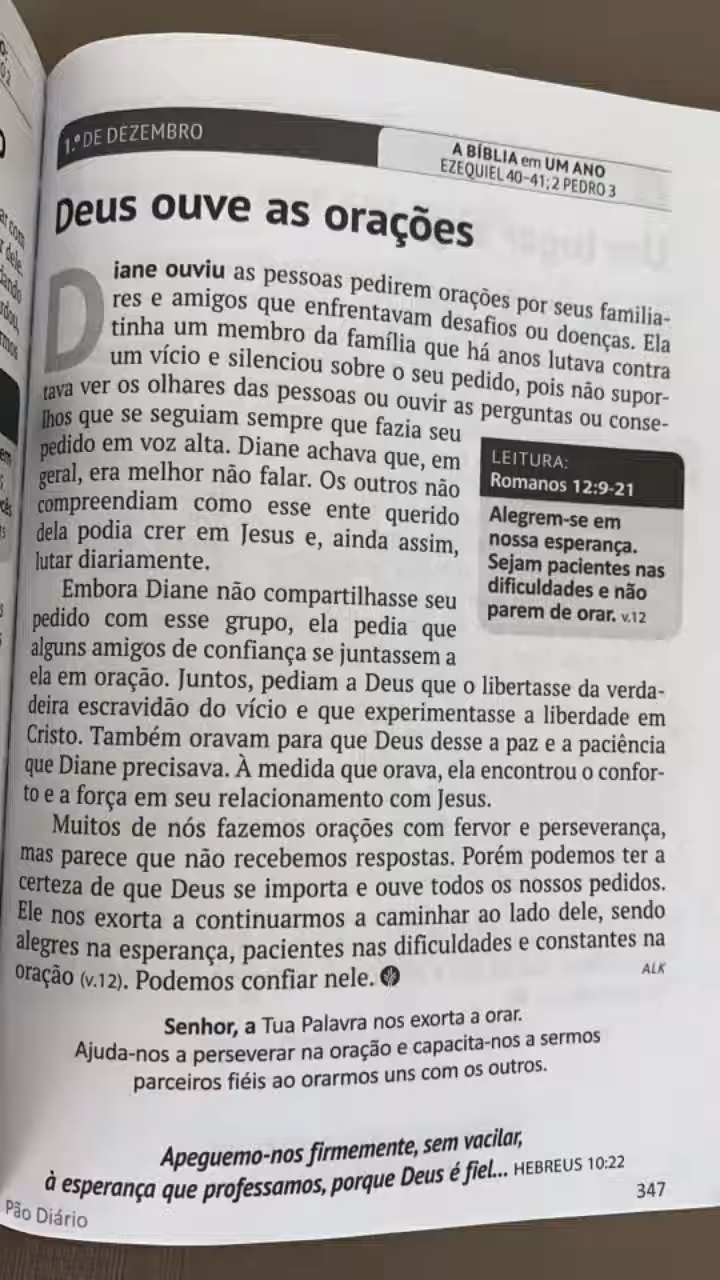 1.º DE DEZEMBRO
A BÍBLIA em UM ANO
EZEQUIEL 40–41; 2 PEDRO 3
Deus ouve as orações
Diane ouviu as pessoas pedirem orações por seus familia-
res e amigos que enfrentavam desafios ou doenças. Ela
tinha um membro da família que há anos lutava contra
um vício e silenciou sobre o seu pedido, pois não supor-
tava ver os olhares das pessoas ou ouvir as perguntas ou conse-
lhos que se seguiam sempre que fazia seu
pedido em voz alta. Diane achava que, em
geral, era melhor não falar. Os outros não
compreendiam como esse ente querido
dela podia crer em Jesus e, ainda assim,
lutar diariamente.
LEITURA:
Romanos 12:9-21
Alegrem-se em
nossa esperança.
Sejam pacientes nas
dificuldades e não
parem de orar. v.12
Embora Diane não compartilhasse seu
pedido com esse grupo, ela pedia que
alguns amigos de confiança se juntassem a
ela em oração. Juntos, pediam a Deus que o libertasse da verda-
deira escravidão do vício e que experimentasse a liberdade em
Cristo. Também oravam para que Deus desse a paz e a paciência
que Diane precisava. À medida que orava, ela encontrou o confor-
to e a força em seu relacionamento com Jesus.
Muitos de nós fazemos orações com fervor e perseverança,
mas parece que não recebemos respostas. Porém podemos ter a
certeza de que Deus se importa e ouve todos os nossos pedidos.
Ele nos exorta a continuarmos a caminhar ao lado dele, sendo
alegres na esperança, pacientes nas dificuldades e constantes na
oração (v.12). Podemos confiar nele.
ALK
Senhor, a Tua Palavra nos exorta a orar.
Ajuda-nos a perseverar na oração e capacita-nos a sermos
parceiros fiéis ao orarmos uns com os outros.
Apeguemo-nos firmemente, sem vacilar,
à esperança que professamos, porque Deus é fiel... HEBREUS 10:22
347
Pão Diário